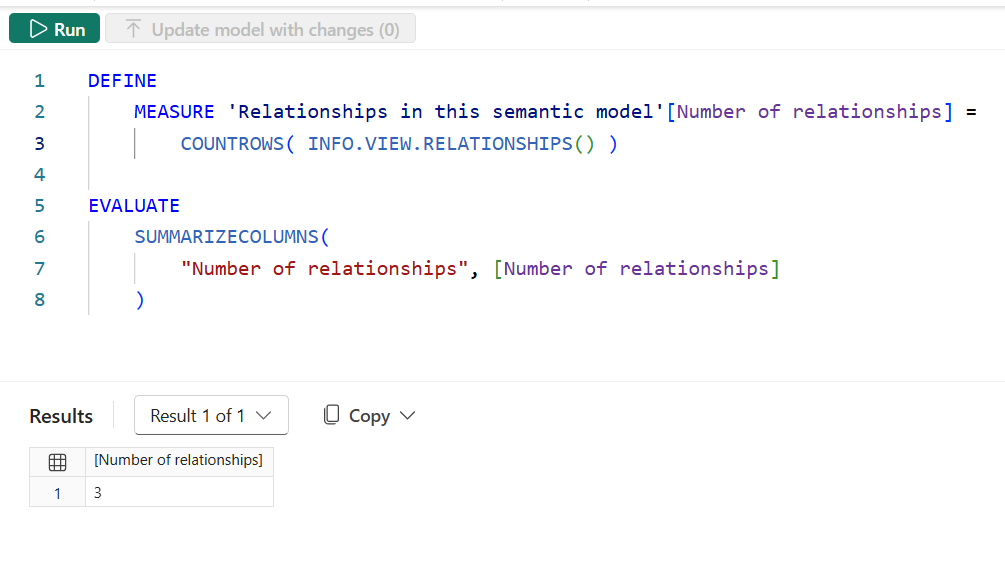 Run Update model with changes (0)
1 DEFINE
2 MEASURE 'Relationships in this semantic model'[Number of relationships] =
3 COUNTROWS( INFO.VIEW.RELATIONSHIPS() )
4
5 EVALUATE
6 SUMMARIZECOLUMNS(
7 "Number of relationships", [Number of relationships]
8 )
Results Result 1 of 1 Copy
[Number of relationships]
1 3